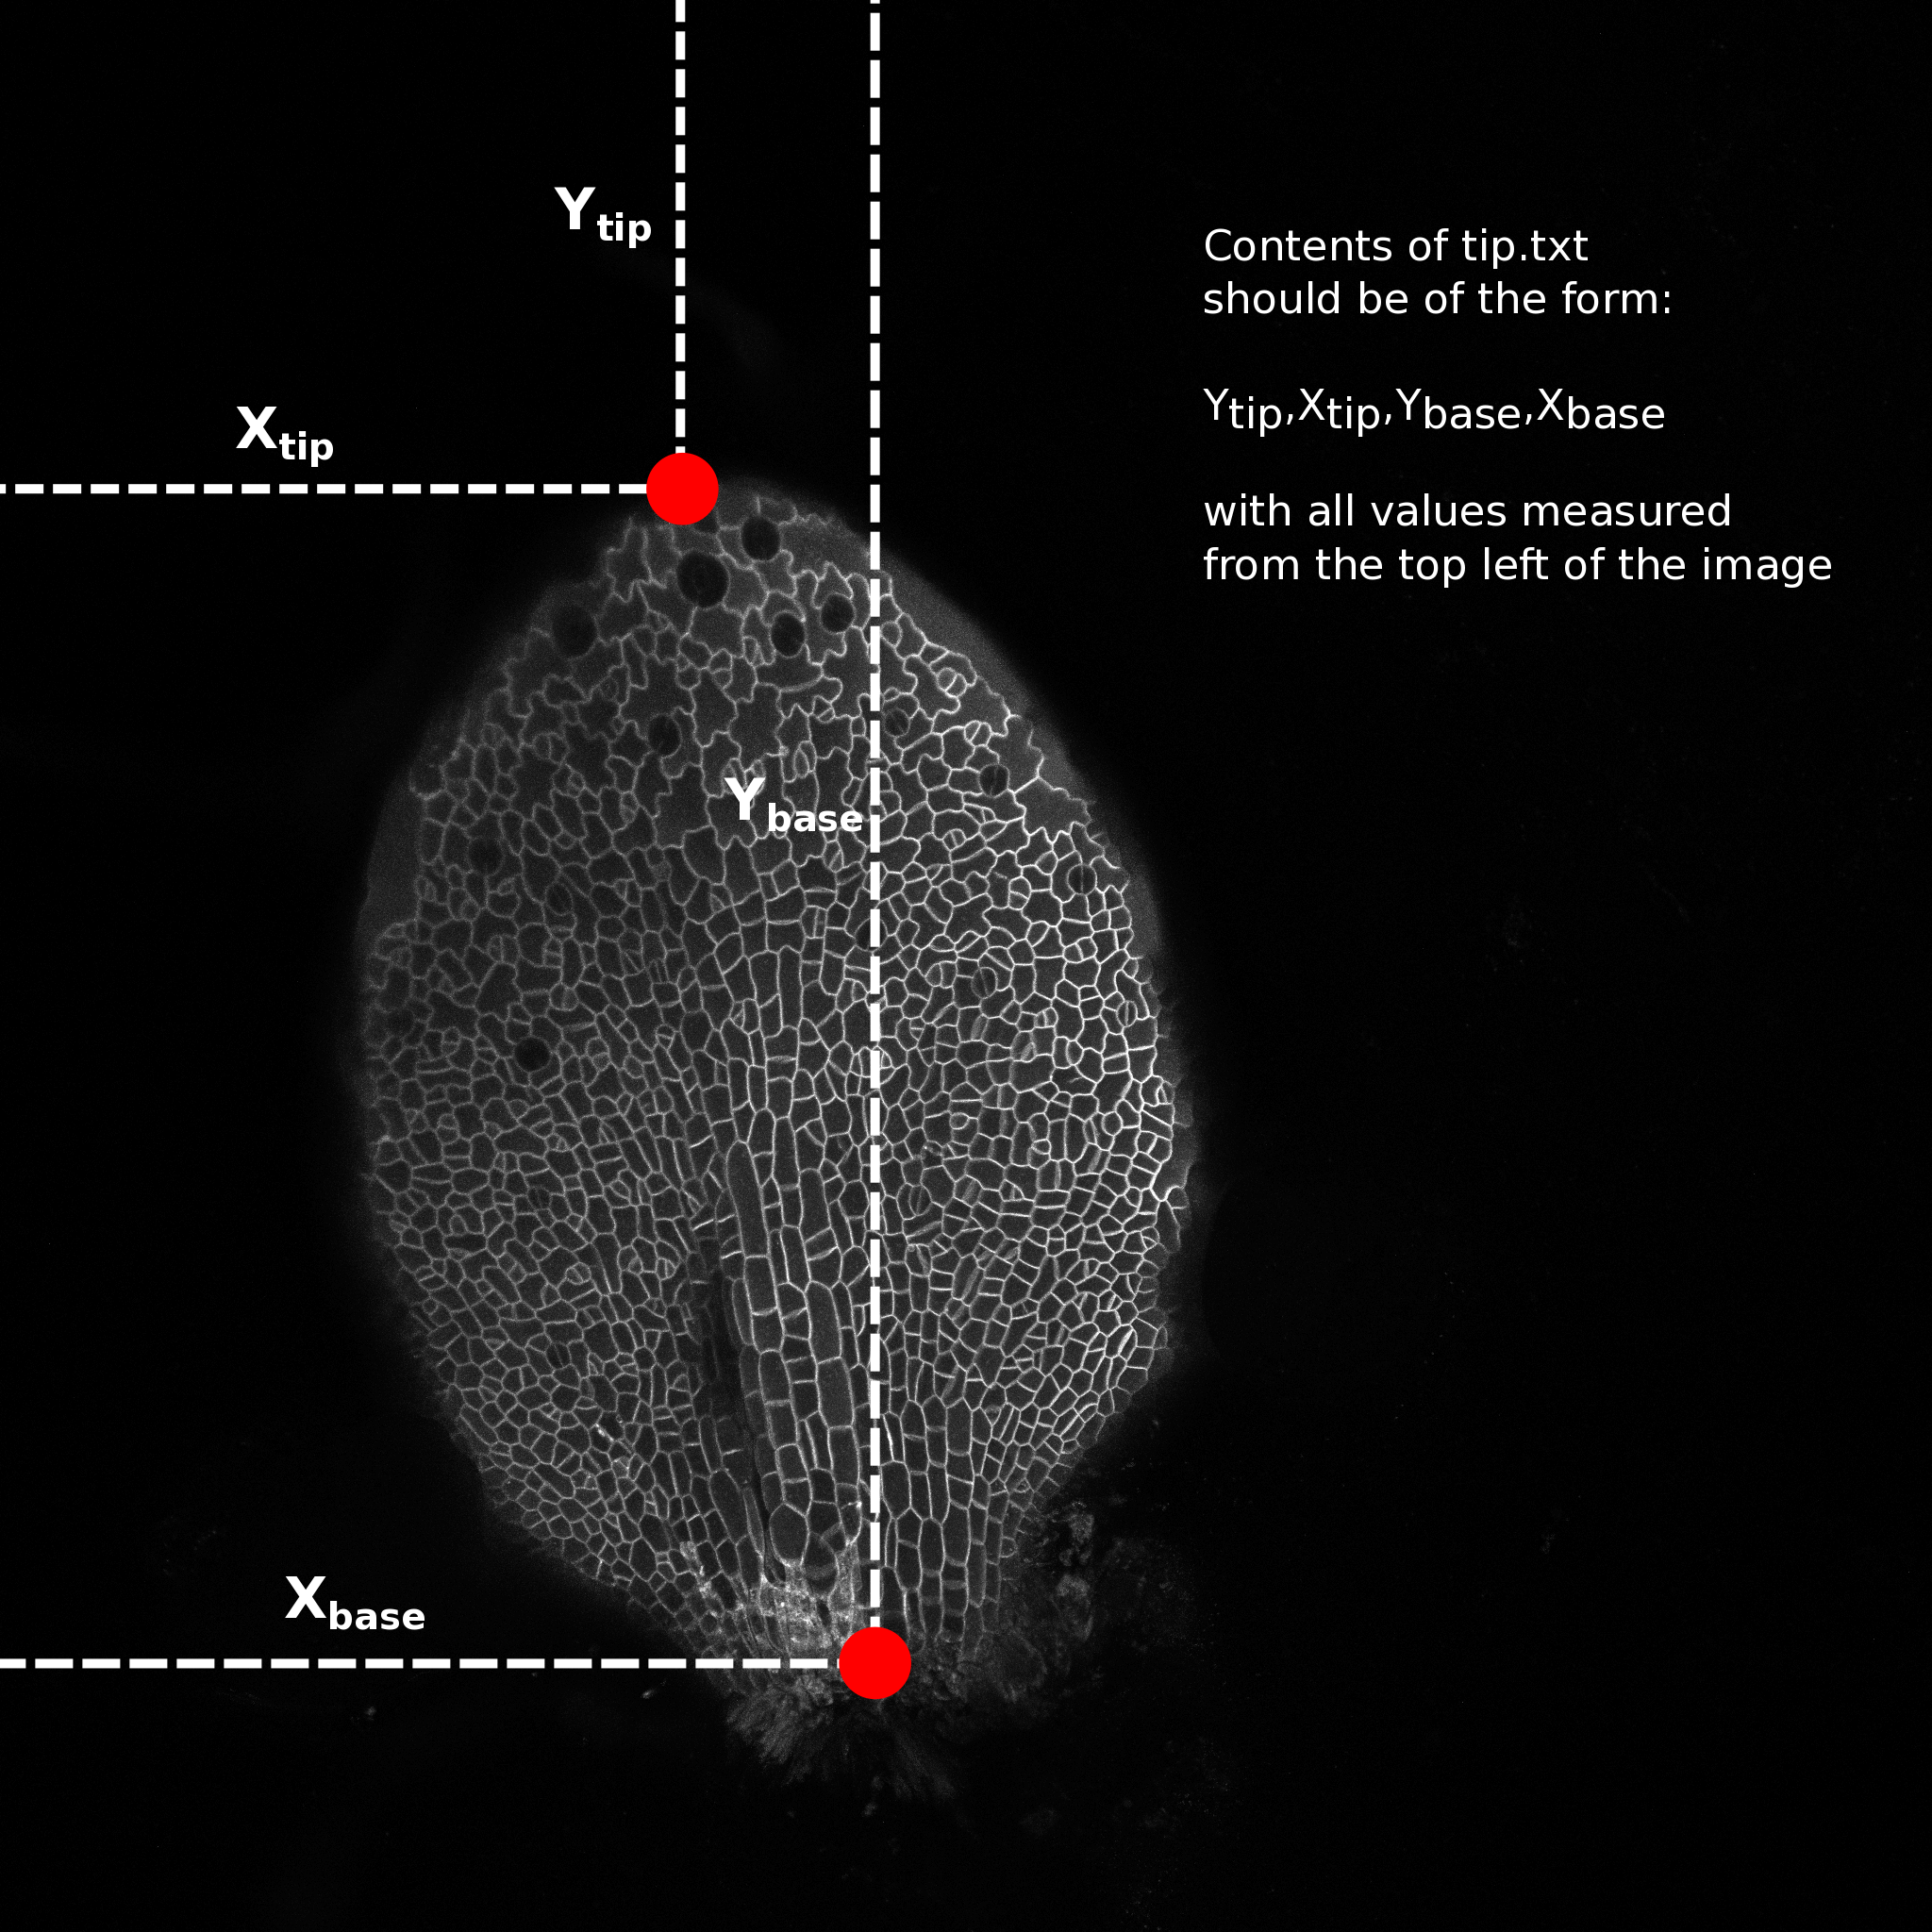 Ytip
Contents of tip.txt
should be of the form:
Xtip
Ytip,Xtip,Ybase,Xbase
with all values measured
from the top left of the image
Ybase
Xbase